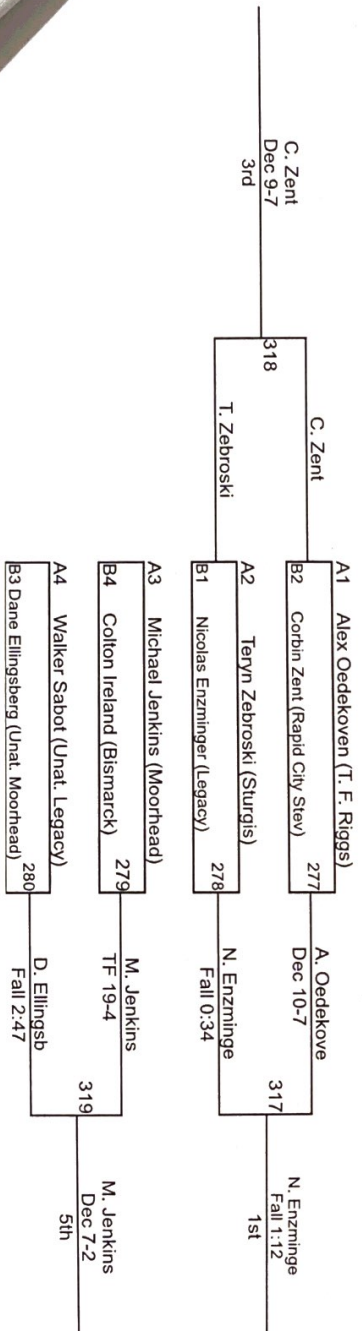 C. Zent
Dec 9-7
3rd
318
C. Zent
T. Zebroski
A1 Alex Oedekoven (T. F. Riggs)
B2 Corbin Zent (Rapid City Stev)
277
A2 Teryn Zebroski (Sturgis)
B1 Nicolas Enzminger (Legacy)
278
A3 Michael Jenkins (Moorhead)
B4 Colton Ireland (Bismarck)
279
A4 Walker Sabot (Unat. Legacy)
B3 Dane Ellingsberg (Unat. Moorhead)
280
A. Oedekove
Dec 10-7
N. Enzminge
Fall 0:34
317
M. Jenkins
TF 19-4
D. Ellingsb
Fall 2:47
319
N. Enzminge
Fall 1:12
1st
M. Jenkins
Dec 7-2
5th